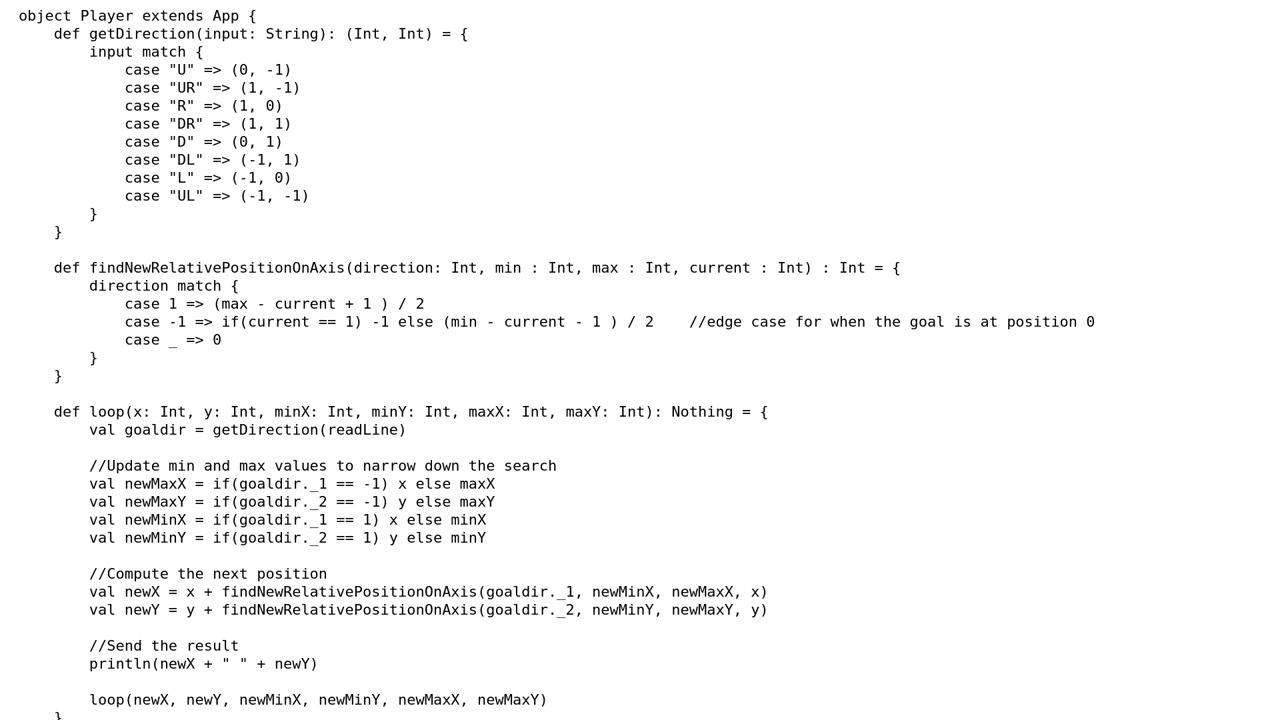 object Player extends App {
    def getDirection(input: String): (Int, Int) = {
        input match {
            case "U" => (0, -1)
            case "UR" => (1, -1)
            case "R" => (1, 0)
            case "DR" => (1, 1)
            case "D" => (0, 1)
            case "DL" => (-1, 1)
            case "L" => (-1, 0)
            case "UL" => (-1, -1)
        }
    }

    def findNewRelativePositionOnAxis(direction: Int, min : Int, max : Int, current : Int) : Int = {
        direction match {
            case 1 => (max - current + 1 ) / 2
            case -1 => if(current == 1) -1 else (min - current - 1 ) / 2    //edge case for when the goal is at position 0
            case _ => 0
        }
    }

    def loop(x: Int, y: Int, minX: Int, minY: Int, maxX: Int, maxY: Int): Nothing = {
        val goaldir = getDirection(readLine)

        //Update min and max values to narrow down the search
        val newMaxX = if(goaldir._1 == -1) x else maxX
        val newMaxY = if(goaldir._2 == -1) y else maxY
        val newMinX = if(goaldir._1 == 1) x else minX
        val newMinY = if(goaldir._2 == 1) y else minY

        //Compute the next position
        val newX = x + findNewRelativePositionOnAxis(goaldir._1, newMinX, newMaxX, x)
        val newY = y + findNewRelativePositionOnAxis(goaldir._2, newMinY, newMaxY, y)

        //Send the result
        println(newX + " " + newY)

        loop(newX, newY, newMinX, newMinY, newMaxX, newMaxY)
    }